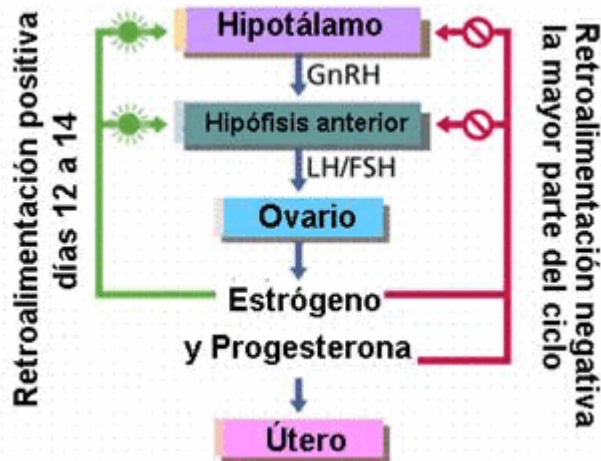 Retroalimentación positiva
días 12 a 14
Hipotálamo
GnRH
Hipófisis anterior
LH/FSH
Ovario
Estrógeno
y Progesterona
Útero
Retroalimentación negativa
la mayor parte del ciclo